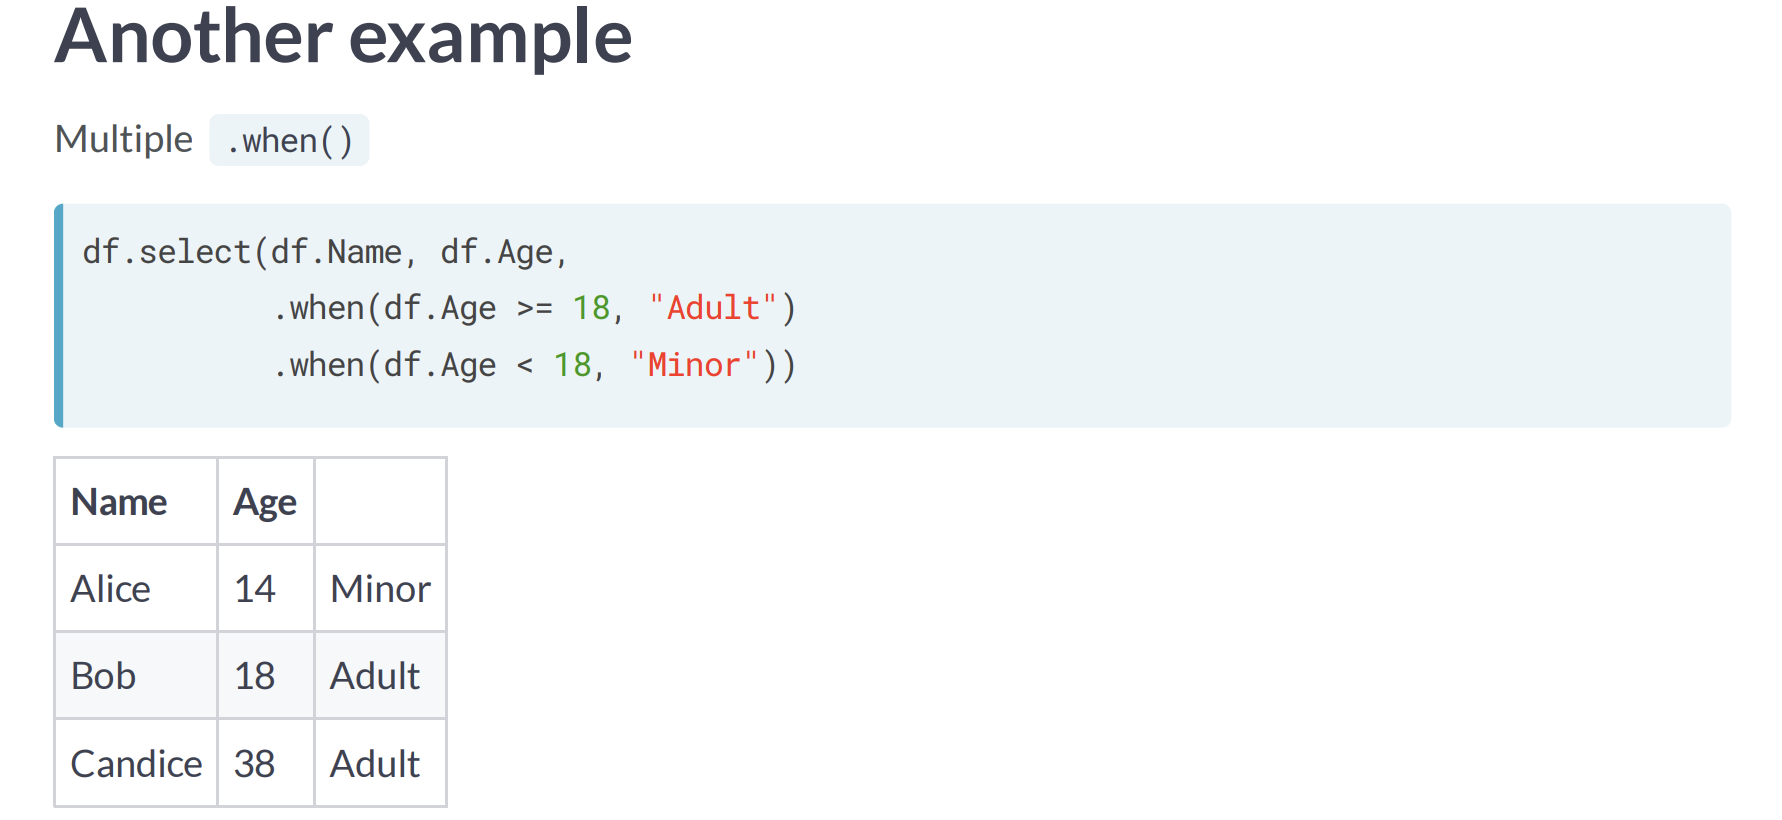 Another example
Multiple .when()
df.select(df.Name, df.Age,
.when(df.Age >= 18, "Adult")
.when(df.Age < 18, "Minor"))
Name Age
Alice 14 Minor
Bob 18 Adult
Candice 38 Adult